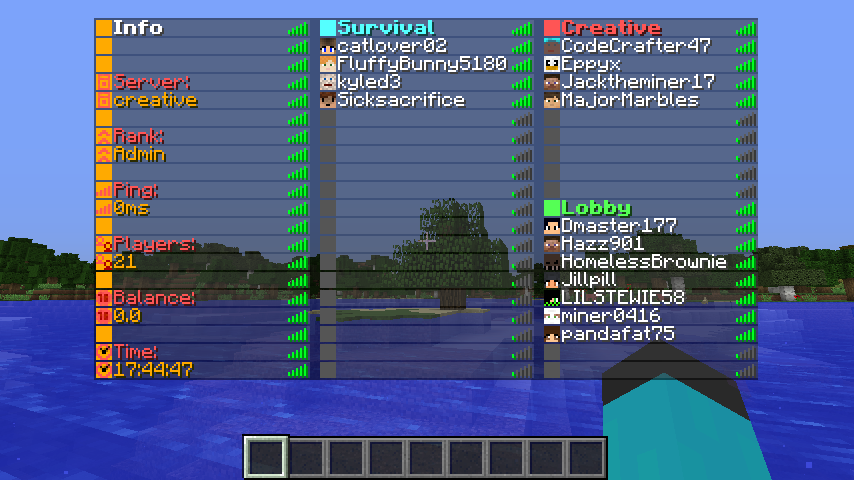 Info
Server:
creative
Rank:
Admin
Ping:
0ms
Players:
21
Balance:
0.0
Time:
17:44:47
Survival
catlover02
FluffyBunny5180
kyled3
Sicksacrifice
Creative
CodeCrafter47
Eppyx
Jacktheminer17
MajorMarbles
Lobby
Dmaster177
Hazz901
HomelessBrownie
Jillpill
LILSTEWIE58
miner0416
pandafat75